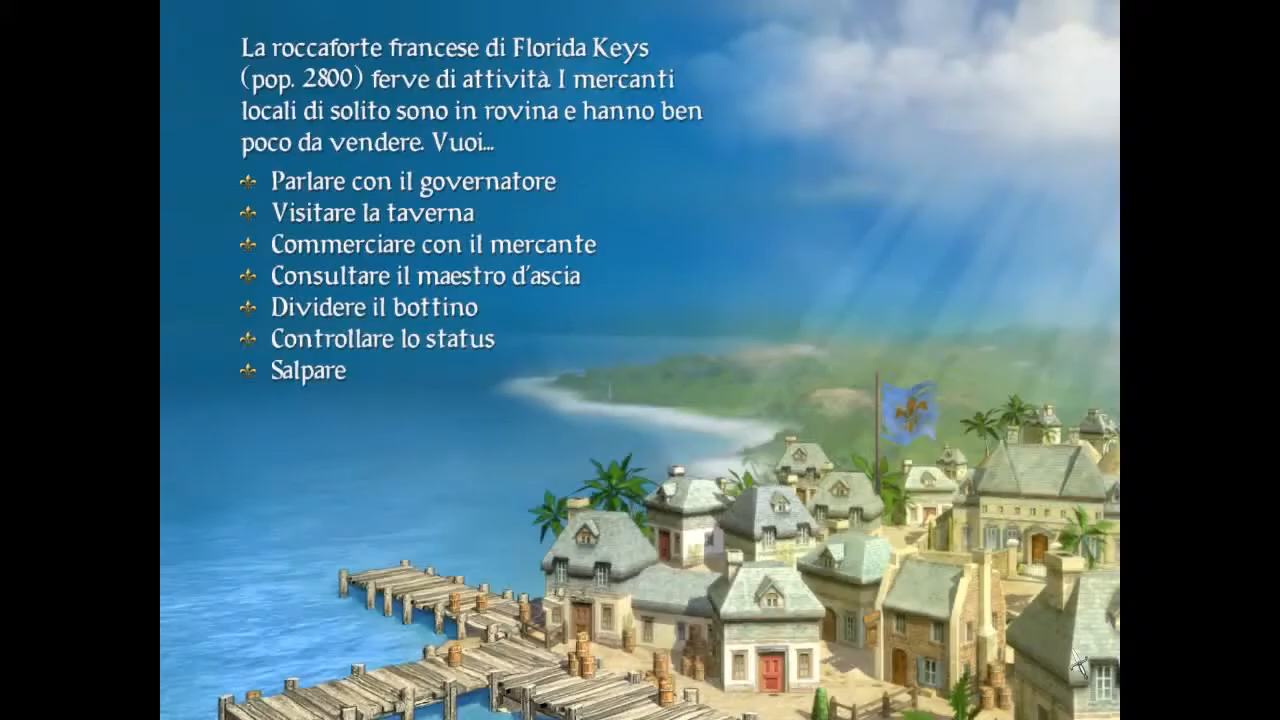 La roccaforte francese di Florida Keys
(pop. 2800) ferve di attività. I mercanti
locali di solito sono in rovina e hanno ben
poco da vendere. Vuoi...
Parlare con il governatore
Visitare la taverna
Commerciare con il mercante
Consultare il maestro d'ascia
Dividere il bottino
Controllare lo status
Salpare